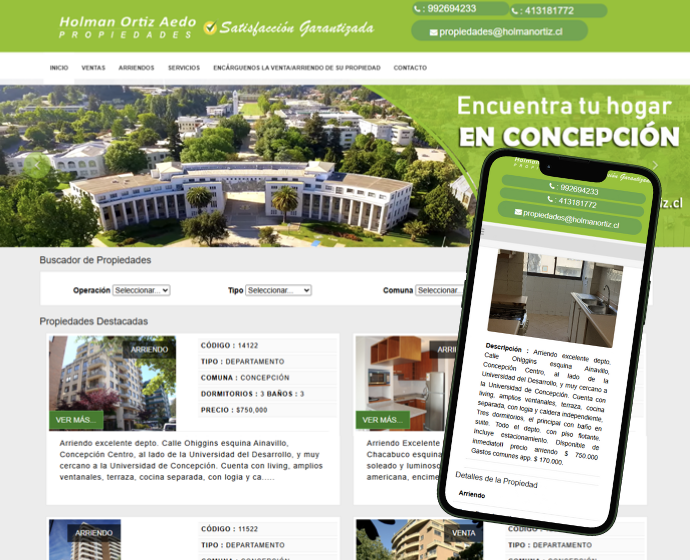 Holman Ortiz Aedo
PROPIEDADES
Satisfacción Garantizada
: 992694233
: 413181772
propiedades@holmanortiz.cl
INICIO VENTAS ARRIENDOS SERVICIOS ENCÁRGUENOS LA VENTA/ARRIENDO DE SU PROPIEDAD CONTACTO
Encuentra tu hogar
EN CONCEPCIÓN
iz.cl
Buscador de Propiedades
Operación Seleccionar...
Tipo Seleccionar...
Comuna Seleccionar...
Propiedades Destacadas
ARRIENDO
VER MÁS...
CÓDIGO : 14122
TIPO : DEPARTAMENTO
COMUNA : CONCEPCIÓN
DORMITORIOS : 3 BAÑOS : 3
PRECIO : $750,000
Arriendo excelente depto. Calle Ohiggins esquina Ainavillo,
Concepción Centro, al lado de la Universidad del Desarrollo, y muy
cercano a la Universidad de Concepción. Cuenta con living, amplios
ventanales, terraza, cocina separada, con logia y ca.....
ARRIENDO
VER MÁS...
Arriendo Excelente
Chacabuco esquina
soleado y luminoso
americana, encime
ARRIENDO
CÓDIGO : 11522
TIPO : DEPARTAMENTO
VENTA
Holman Ortiz
Garantizada
: 992694233
: 413181772
propiedades@holmanortiz.cl
Descripción : Arriendo excelente depto.
Calle Ohiggins esquina Ainavillo,
Concepción Centro, al lado de la
Universidad del Desarrollo, y muy cercano a
la Universidad de Concepción. Cuenta con
living, amplios ventanales, terraza, cocina
separada, con logia y caldera independiente.
Tres dormitorios, el principal con baño en
suite. Todo el depto. con piso flotante.
Incluye estacionamiento. Disponible de
inmediato!! precio arriendo $ 750.000
Gastos comunes app. $ 170.000.
Detalles de la Propiedad
Arriendo